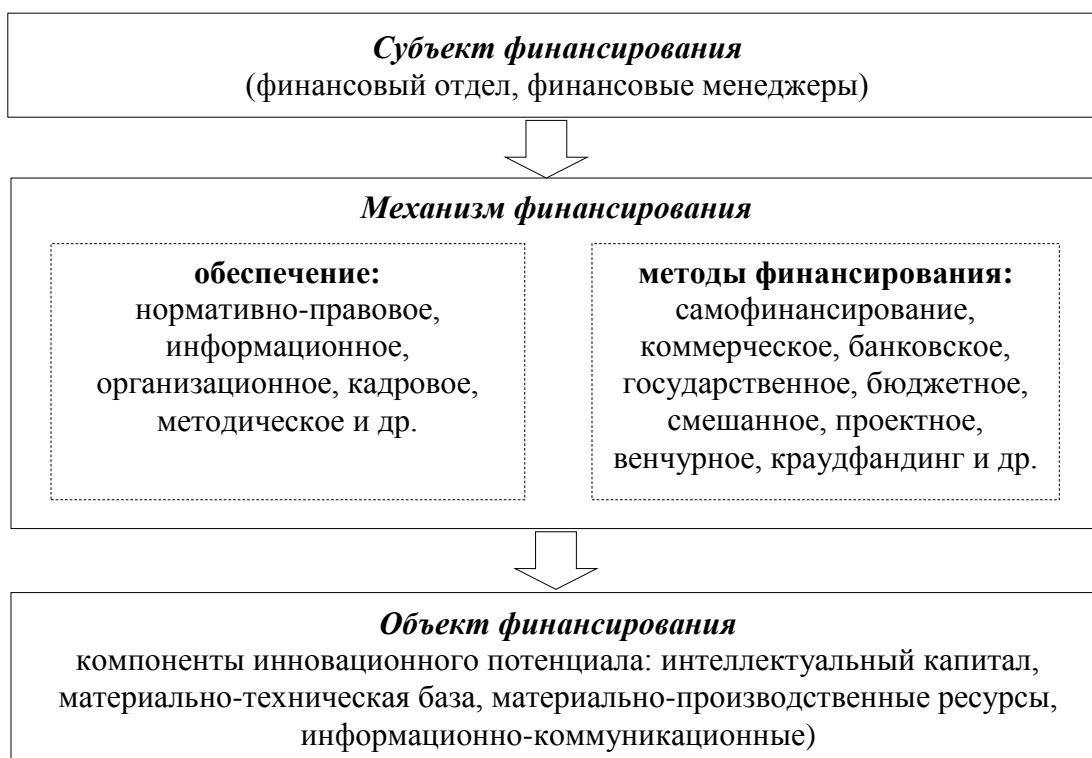 Субъект финансирования
(финансовый отдел, финансовые менеджеры)
Механизм финансирования
обеспечение:
нормативно-правовое,
информационное,
организационное, кадровое,
методическое и др.
методы финансирования:
самофинансирование,
коммерческое, банковское,
государственное, бюджетное,
смешанное, проектное,
венчурное, краудфандинг и др.
Объект финансирования
компоненты инновационного потенциала: интеллектуальный капитал,
материально-техническая база, материально-производственные ресурсы,
информационно-коммуникационные)